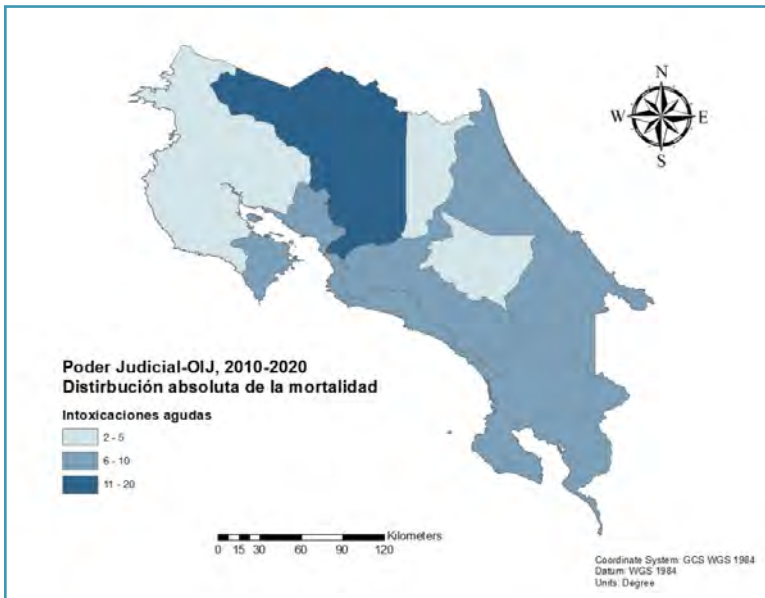 N
W E
S
Poder Judicial-OIJ, 2010-2020
Distirbución absoluta de la mortalidad
Intoxicaciones agudas
2 - 5
6 - 10
11 - 20
Kilometers
0 15 30 60 90 120
Coordinate System: GCS WGS 1984
Datum: WGS 1984
Units: Degree